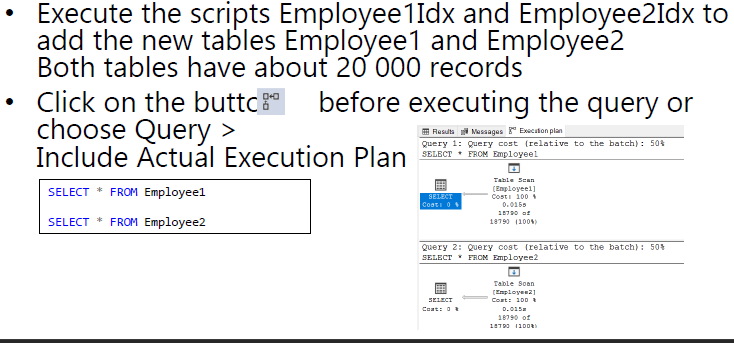 • Execute the scripts Employee1Idx and Employee2Idx to
add the new tables Employee1 and Employee2
Both tables have about 20 000 records
• Click on the butto before executing the query or
choose Query >
Include Actual Execution Plan
SELECT * FROM Employee1
SELECT * FROM Employee2
Results Messages Execution plan
Query 1: Query cost (relative to the batch): 50%
SELECT * FROM Employee1
Table Scan
[Employee1]
SELECT Cost: 100 %
Cost: 0 % 0.015s
18790 of
18790 (100%)
Query 2: Query cost (relative to the batch): 50%
SELECT * FROM Employee2
Table Scan
[Employee2]
SELECT Cost: 100 %
Cost: 0 % 0.015s
18790 of
18790 (100%)